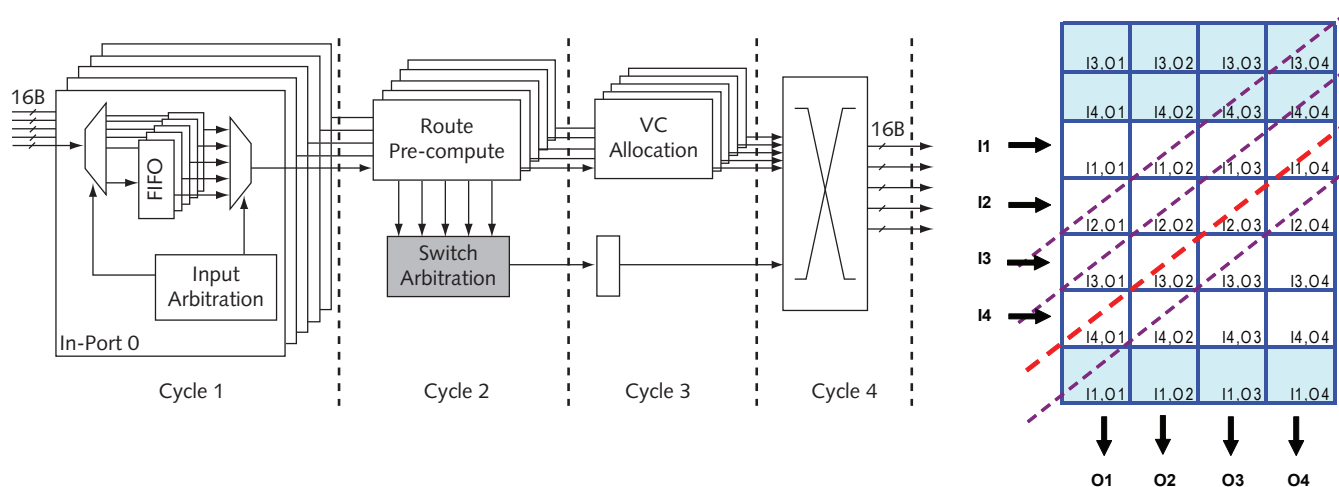 16B
FIFO
Input
Arbitration
In-Port 0
Route
Pre-compute
Switch
Arbitration
VC
Allocation
16B
Cycle 1
Cycle 2
Cycle 3
Cycle 4
I3,O1 I3,O2 I3,O3 I3,O4
I4,O1 I4,O2 I4,O3 I4,O4
I1
I1,O1 I1,O2 I1,O3 I1,O4
I2
I2,O1 I2,O2 I2,O3 I2,O4
I3
I3,O1 I3,O2 I3,O3 I3,O4
I4
I4,O1 I4,O2 I4,O3 I4,O4
I1,O1 I1,O2 I1,O3 I1,O4
O1 O2 O3 O4